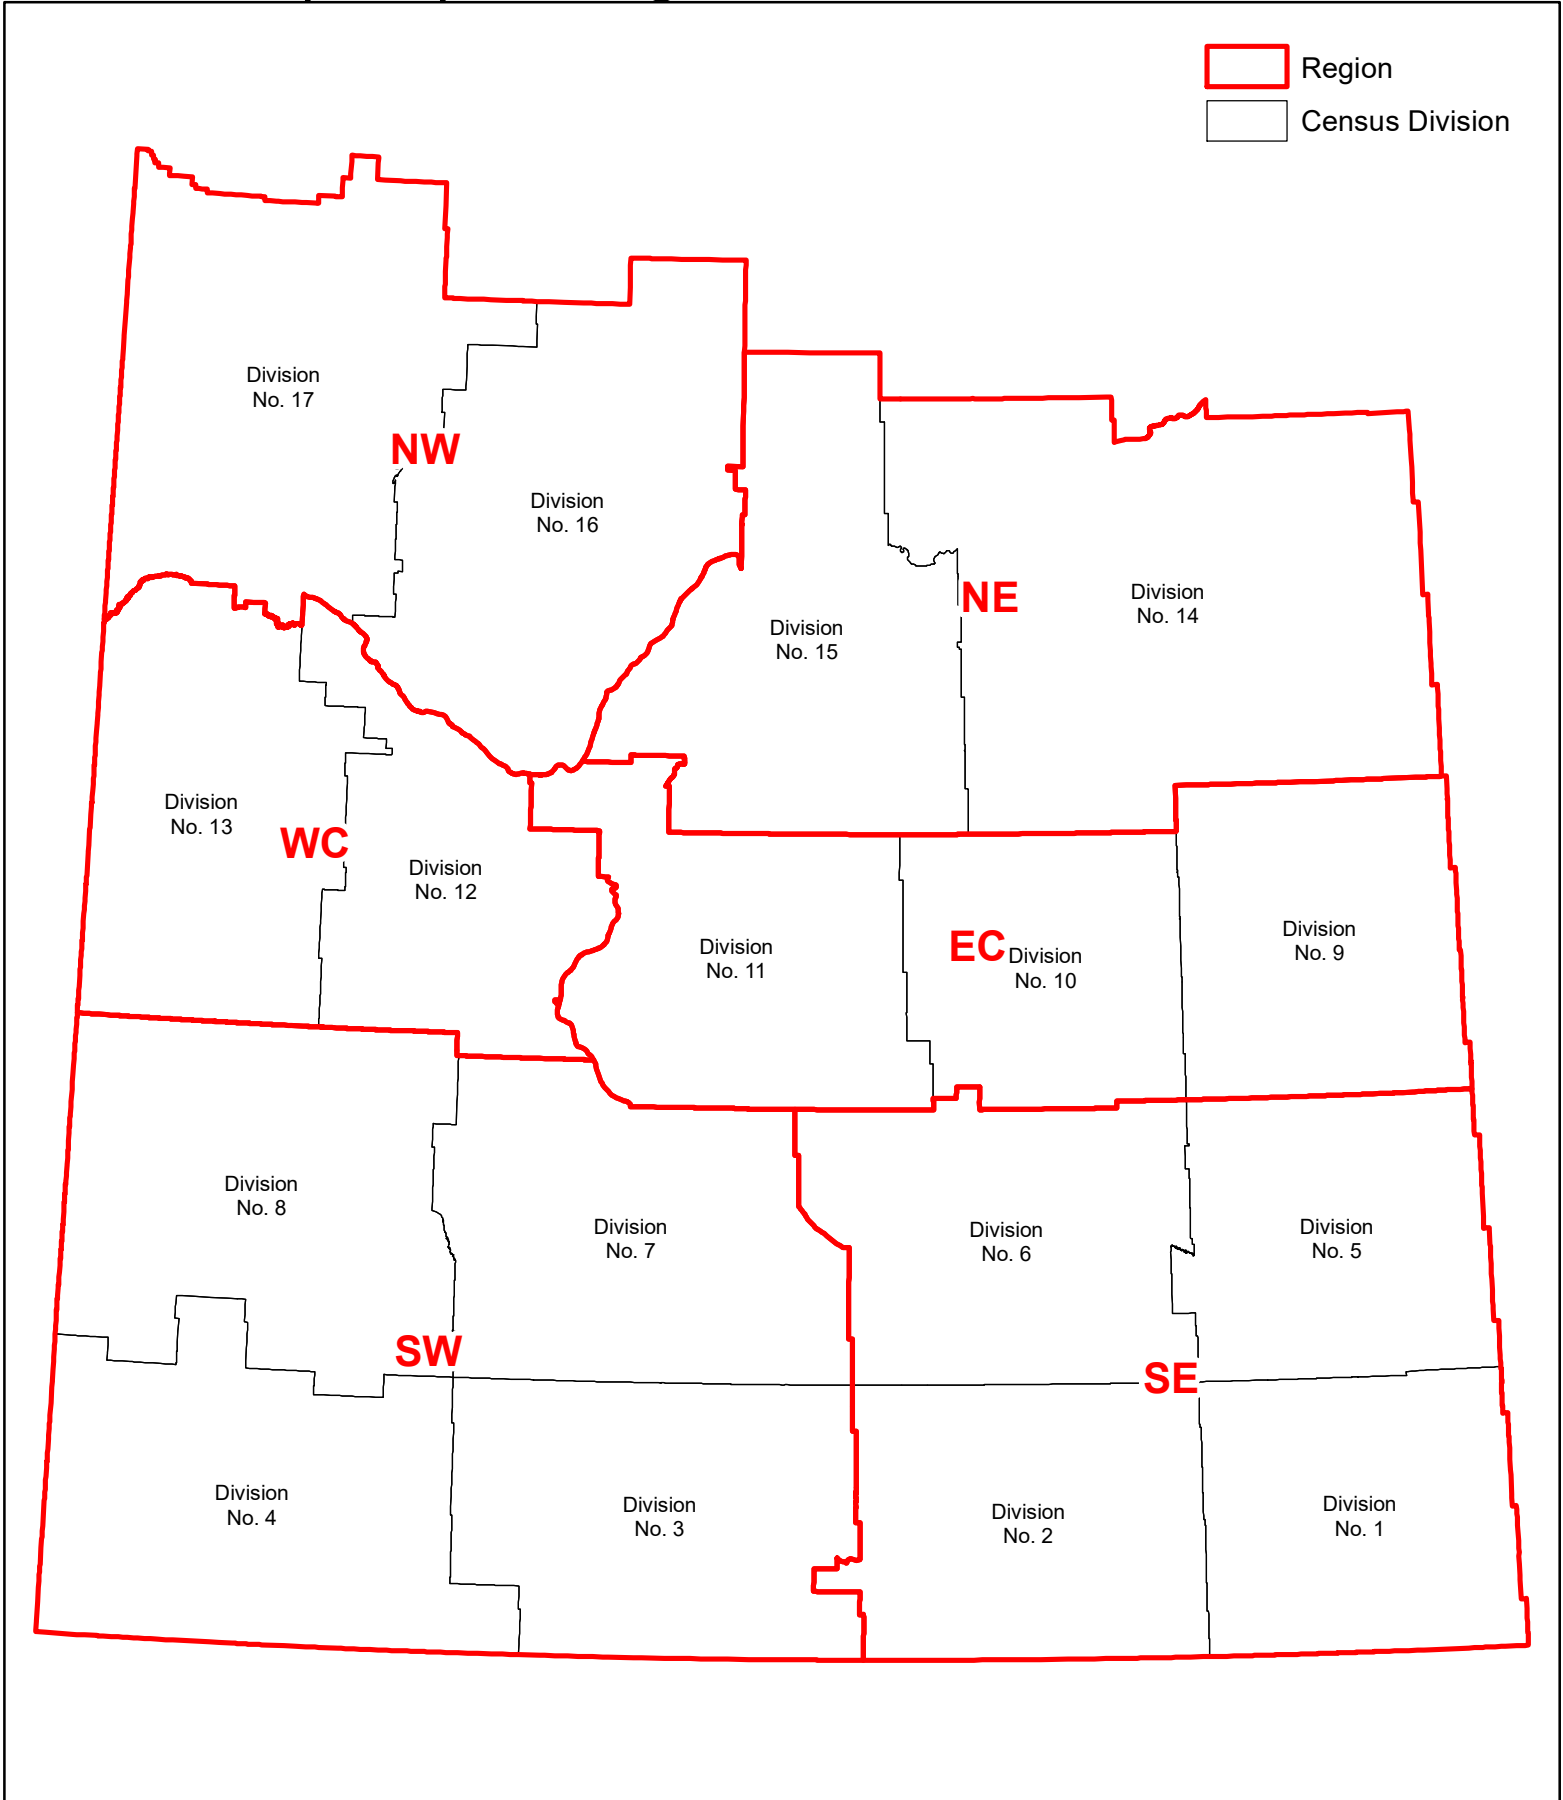 Region
Census Division
Division
No. 17
NW
Division
No. 16
Division
No. 15
NE
Division
No. 14
Division
No. 13
WC
Division
No. 12
Division
No. 11
EC
Division
No. 10
Division
No. 9
Division
No. 8
Division
No. 7
Division
No. 6
Division
No. 5
SW
SE
Division
No. 4
Division
No. 3
Division
No. 2
Division
No. 1